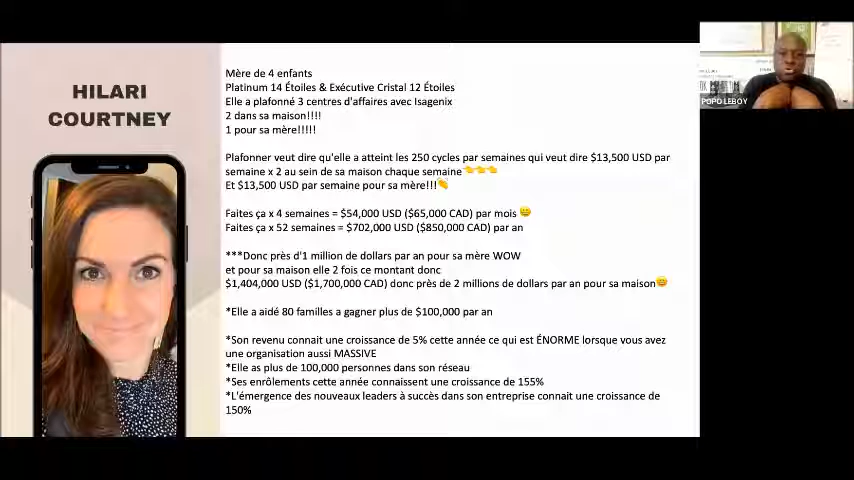 HILARI
COURTNEY
Mère de 4 enfants
Platinum 14 Étoiles & Exécutive Cristal 12 Étoiles
Elle a plafonné 3 centres d'affaires avec Isagenix
2 dans sa maison!!!!
1 pour sa mère!!!!!
Plafonner veut dire qu'elle a atteint les 250 cycles par semaines qui veut dire $13,500 USD par
semaine x 2 au sein de sa maison chaque semaine👈👈👈
Et $13,500 USD par semaine pour sa mère!!!👏
Faites ça x 4 semaines = $54,000 USD ($65,000 CAD) par mois 😀
Faites ça x 52 semaines = $702,000 USD ($850,000 CAD) par an
***Donc près d'1 million de dollars par an pour sa mère WOW
et pour sa maison elle 2 fois ce montant donc
$1,404,000 USD ($1,700,000 CAD) donc près de 2 millions de dollars par an pour sa maison😀
*Elle a aidé 80 familles a gagner plus de $100,000 par an
*Son revenu connait une croissance de 5% cette année ce qui est ÉNORME lorsque vous avez
une organisation aussi MASSIVE
*Elle as plus de 100,000 personnes dans son réseau
*Ses enrôlements cette année connaissent une croissance de 155%
*L'émergence des nouveaux leaders à succès dans son entreprise connait une croissance de
150%
POPO LEBOY